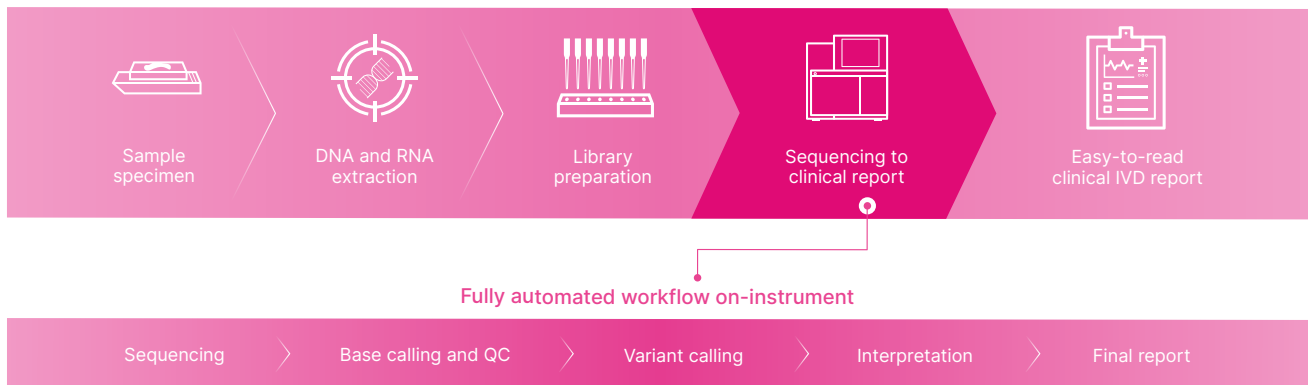 Sample
specimen
DNA and RNA
extraction
Library
preparation
Sequencing to
clinical report
Easy-to-read
clinical IVD report
Fully automated workflow on-instrument
Sequencing
Base calling and QC
Variant calling
Interpretation
Final report